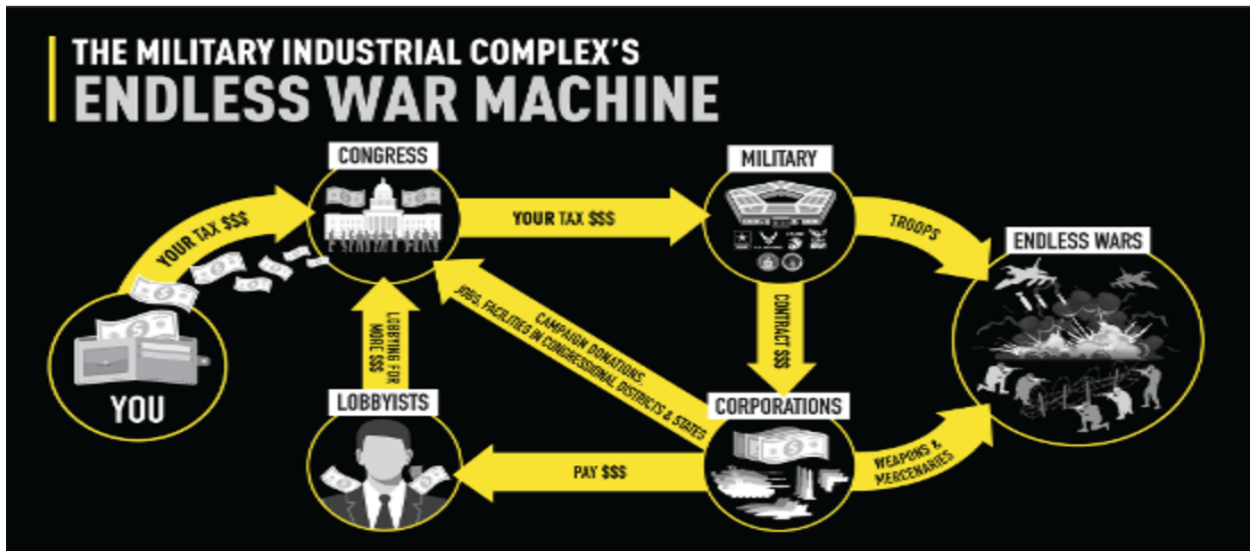 THE MILITARY INDUSTRIAL COMPLEX'S
ENDLESS WAR MACHINE
CONGRESS
MILITARY
YOUR TAX $$$
YOUR TAX $$$
TROOPS
ENDLESS WARS
YOU
LOBBYING FOR
MORE $$$
CAMPAIGN DONATIONS,
JOBS, FACILITIES IN CONGRESSIONAL DISTRICTS & STATES
CONTRACT $$$
LOBBYISTS
CORPORATIONS
PAY $$$
WEAPONS &
MERCENARIES